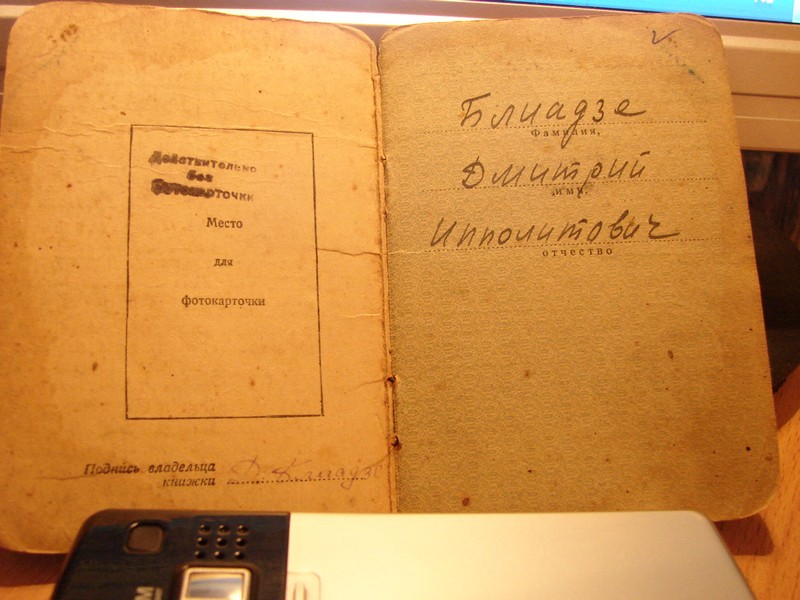 Действительно
без
фотокарточки
Место
для
фотокарточки
Подпись владельца
книжки
Блиадзе
Фамилия,
Дмитрий
имя,
Ипполитович
отчество
M